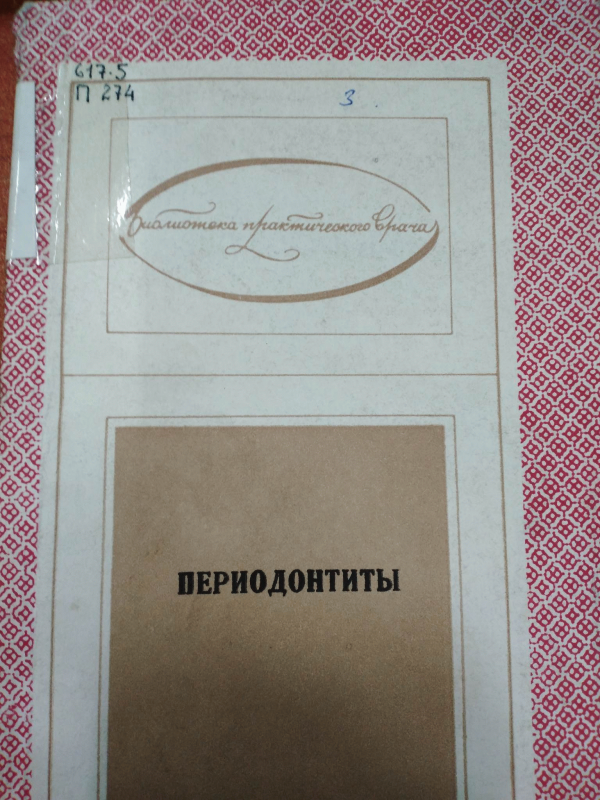 617.5
П 274
3.
Библиотека практического врача
ПЕРИОДОНТИТЫ